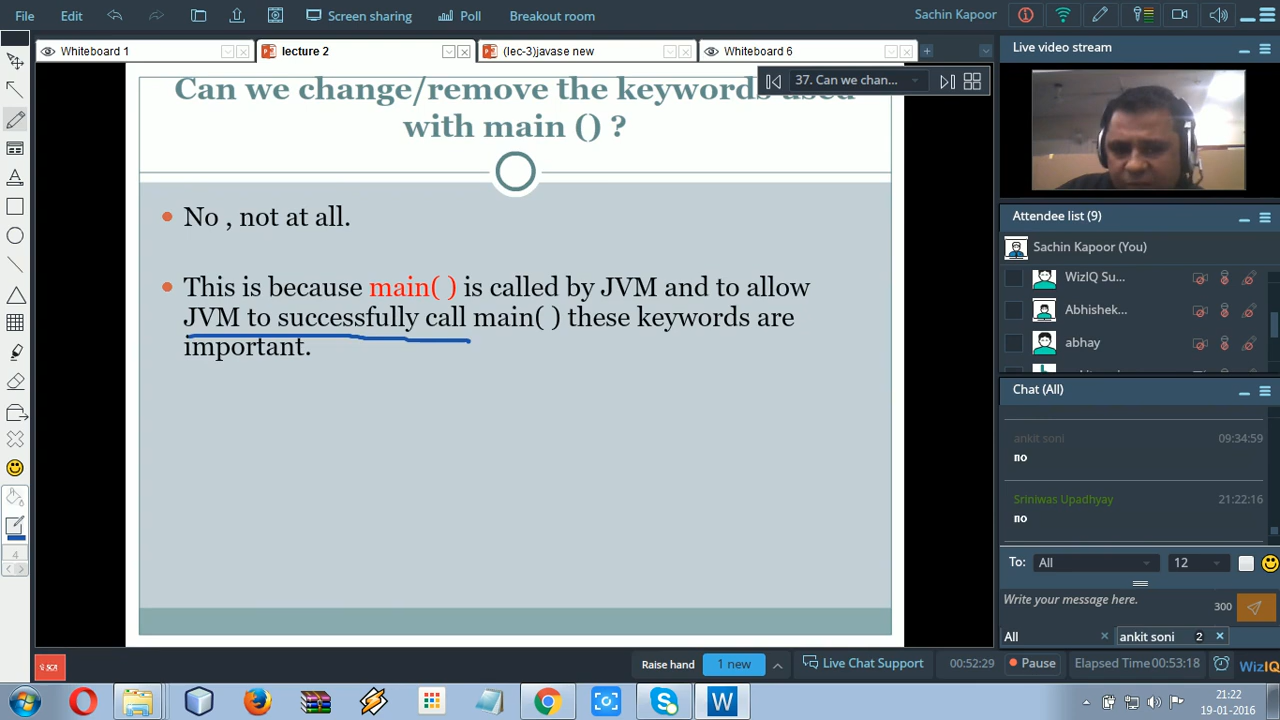 File Edit Screen sharing Poll Breakout room Sachin Kapoor
Whiteboard 1 lecture 2 (lec-3)javase new Whiteboard 6
37. Can we chan...
Can we change/remove the keywords used
with main () ?
No , not at all.
This is because main( ) is called by JVM and to allow
JVM to successfully call main( ) these keywords are
important.
Live video stream
Attendee list (9)
Sachin Kapoor (You)
WizIQ Su...
Abhishek...
abhay
Chat (All)
ankit soni 09:34:59
no
Sriniwas Upadhyay 21:22:16
no
To: All 12
Write your message here. 300
All ankit soni 2
4
Raise hand 1 new Live Chat Support 00:52:29 Pause Elapsed Time 00:53:18 WizIQ
21:22
19-01-2016